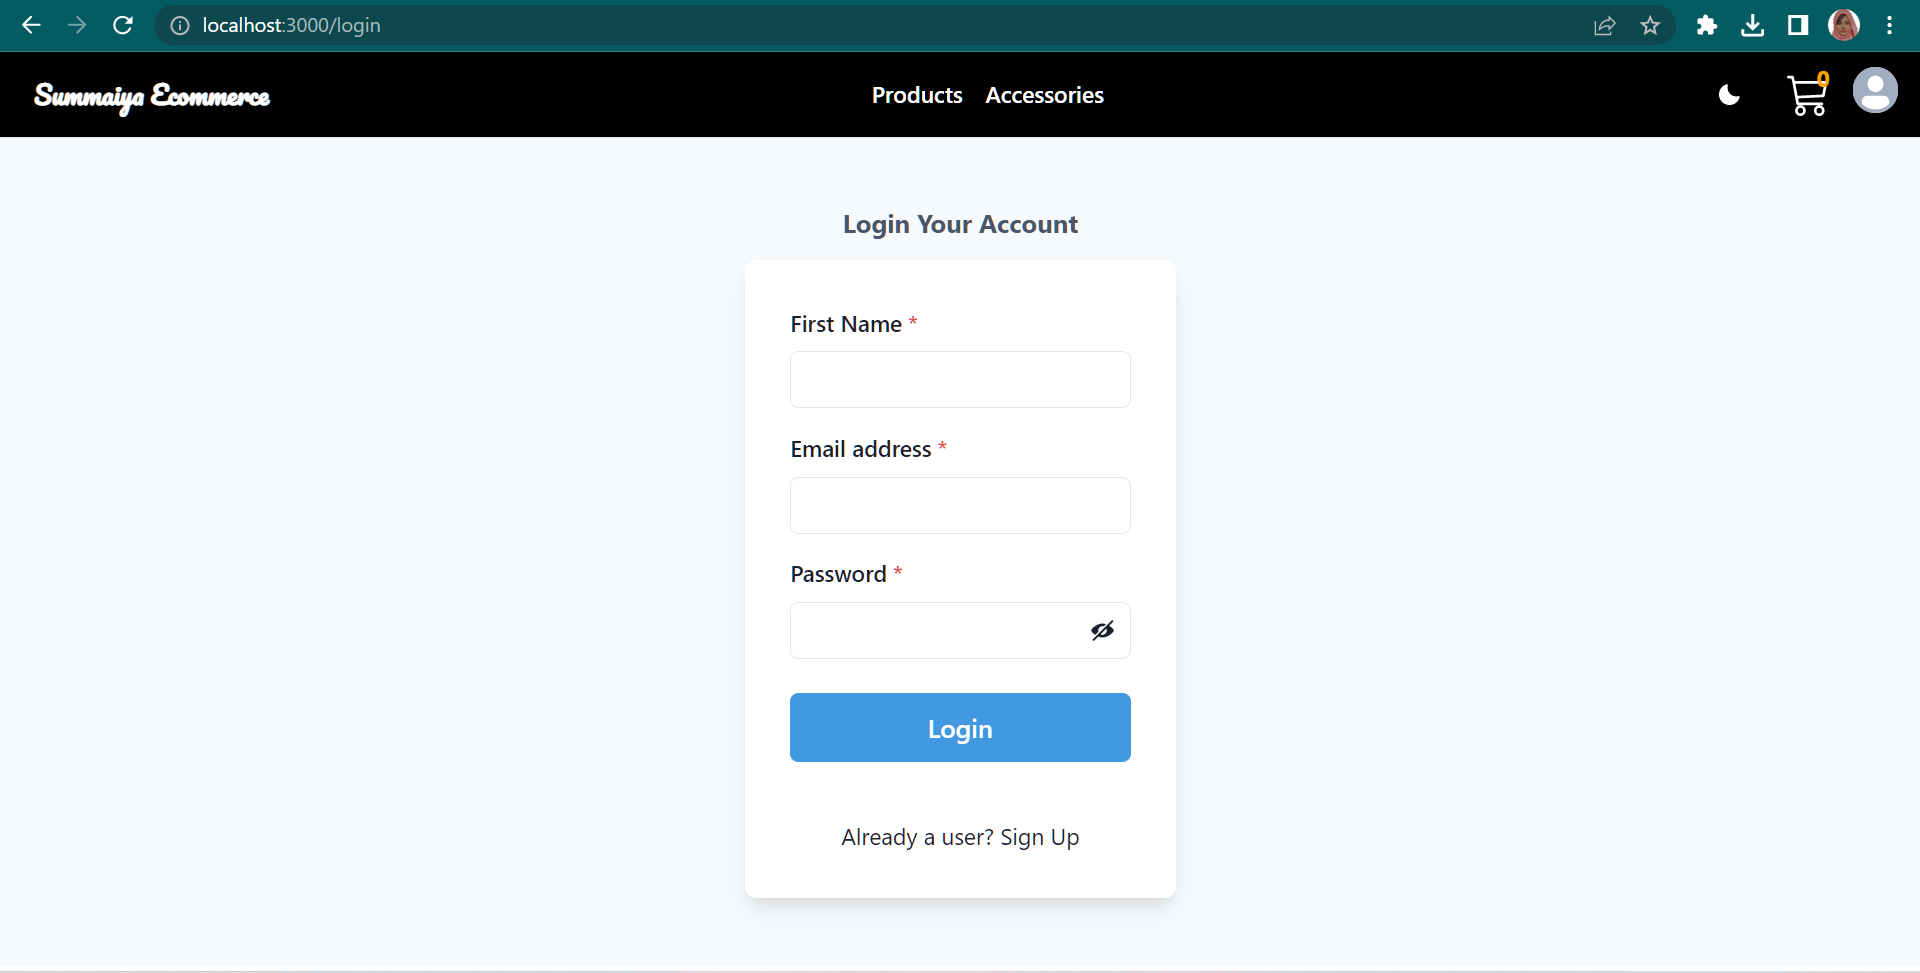 localhost:3000/login
Summaiya Ecommerce
Products Accessories
0
Login Your Account
First Name *
Email address *
Password *
Login
Already a user? Sign Up